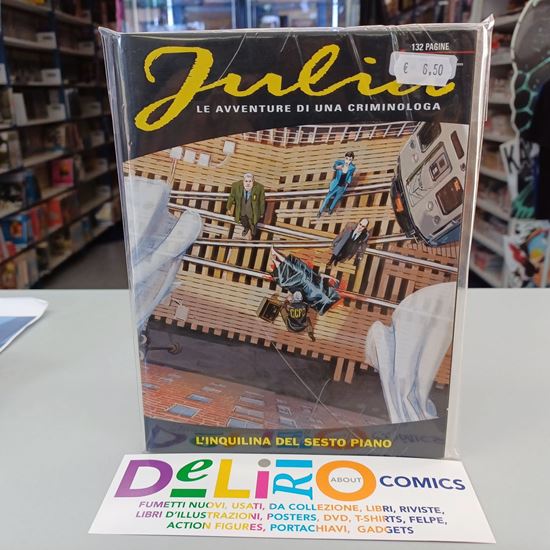 Julia
132 PAGINE
€ 6,50
LE AVVENTURE DI UNA CRIMINOLOGA
L'INQUILINA DEL SESTO PIANO
DeLiRiO ABOUT COMICS
FUMETTI NUOVI, USATI, DA COLLEZIONE, LIBRI, RIVISTE,
LIBRI D'ILLUSTRAZIONI, POSTERS, DVD, T-SHIRTS, FELPE,
ACTION FIGURES, PORTACHIAVI, GADGETS